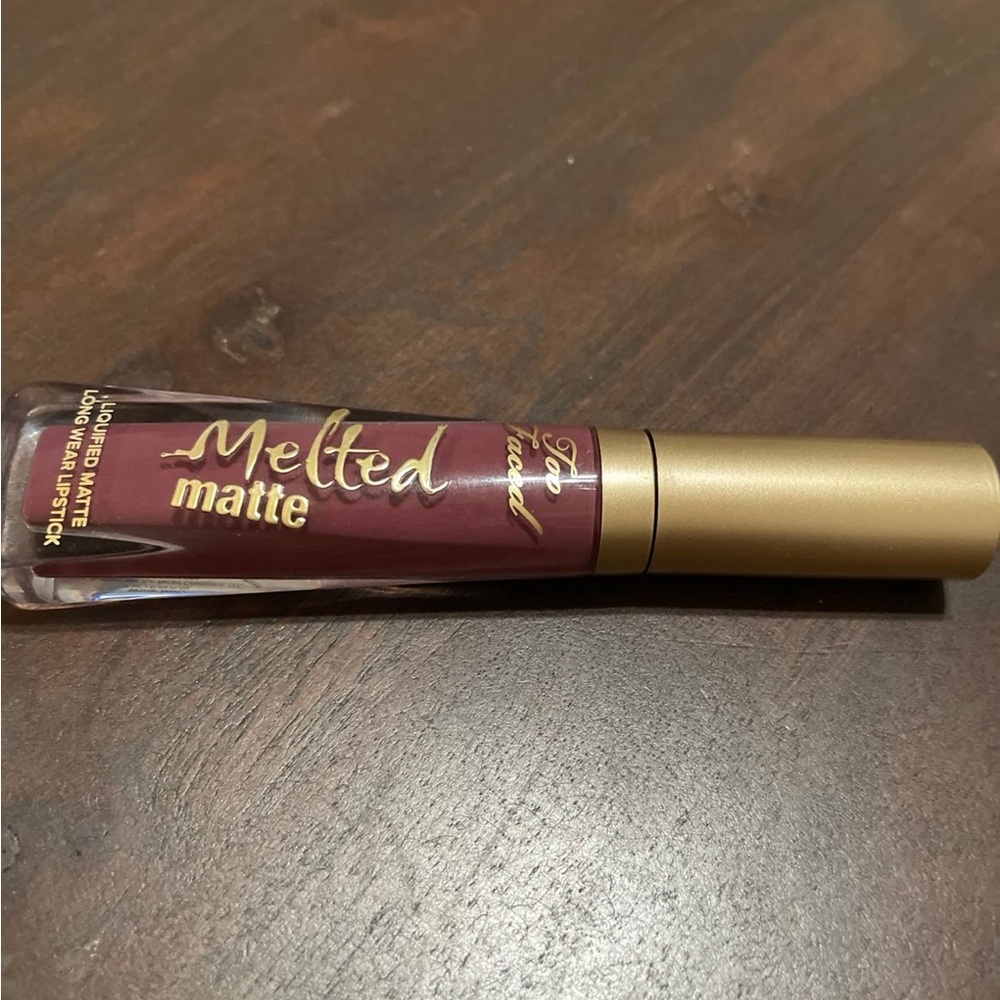 Melted
matte
Too
Faced
LIQUIFIED MATTE
LONG WEAR LIPSTICK